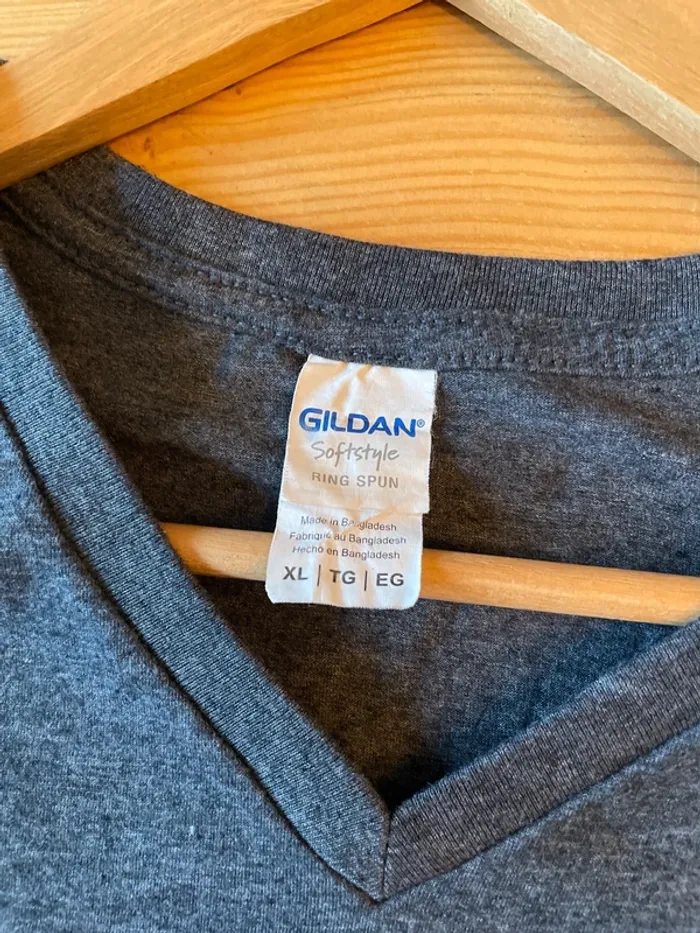 GILDAN®
Softstyle
RING SPUN
Made in Bangladesh
Fabriqué au Bangladesh
Hecho en Bangladesh
XL | TG | EG